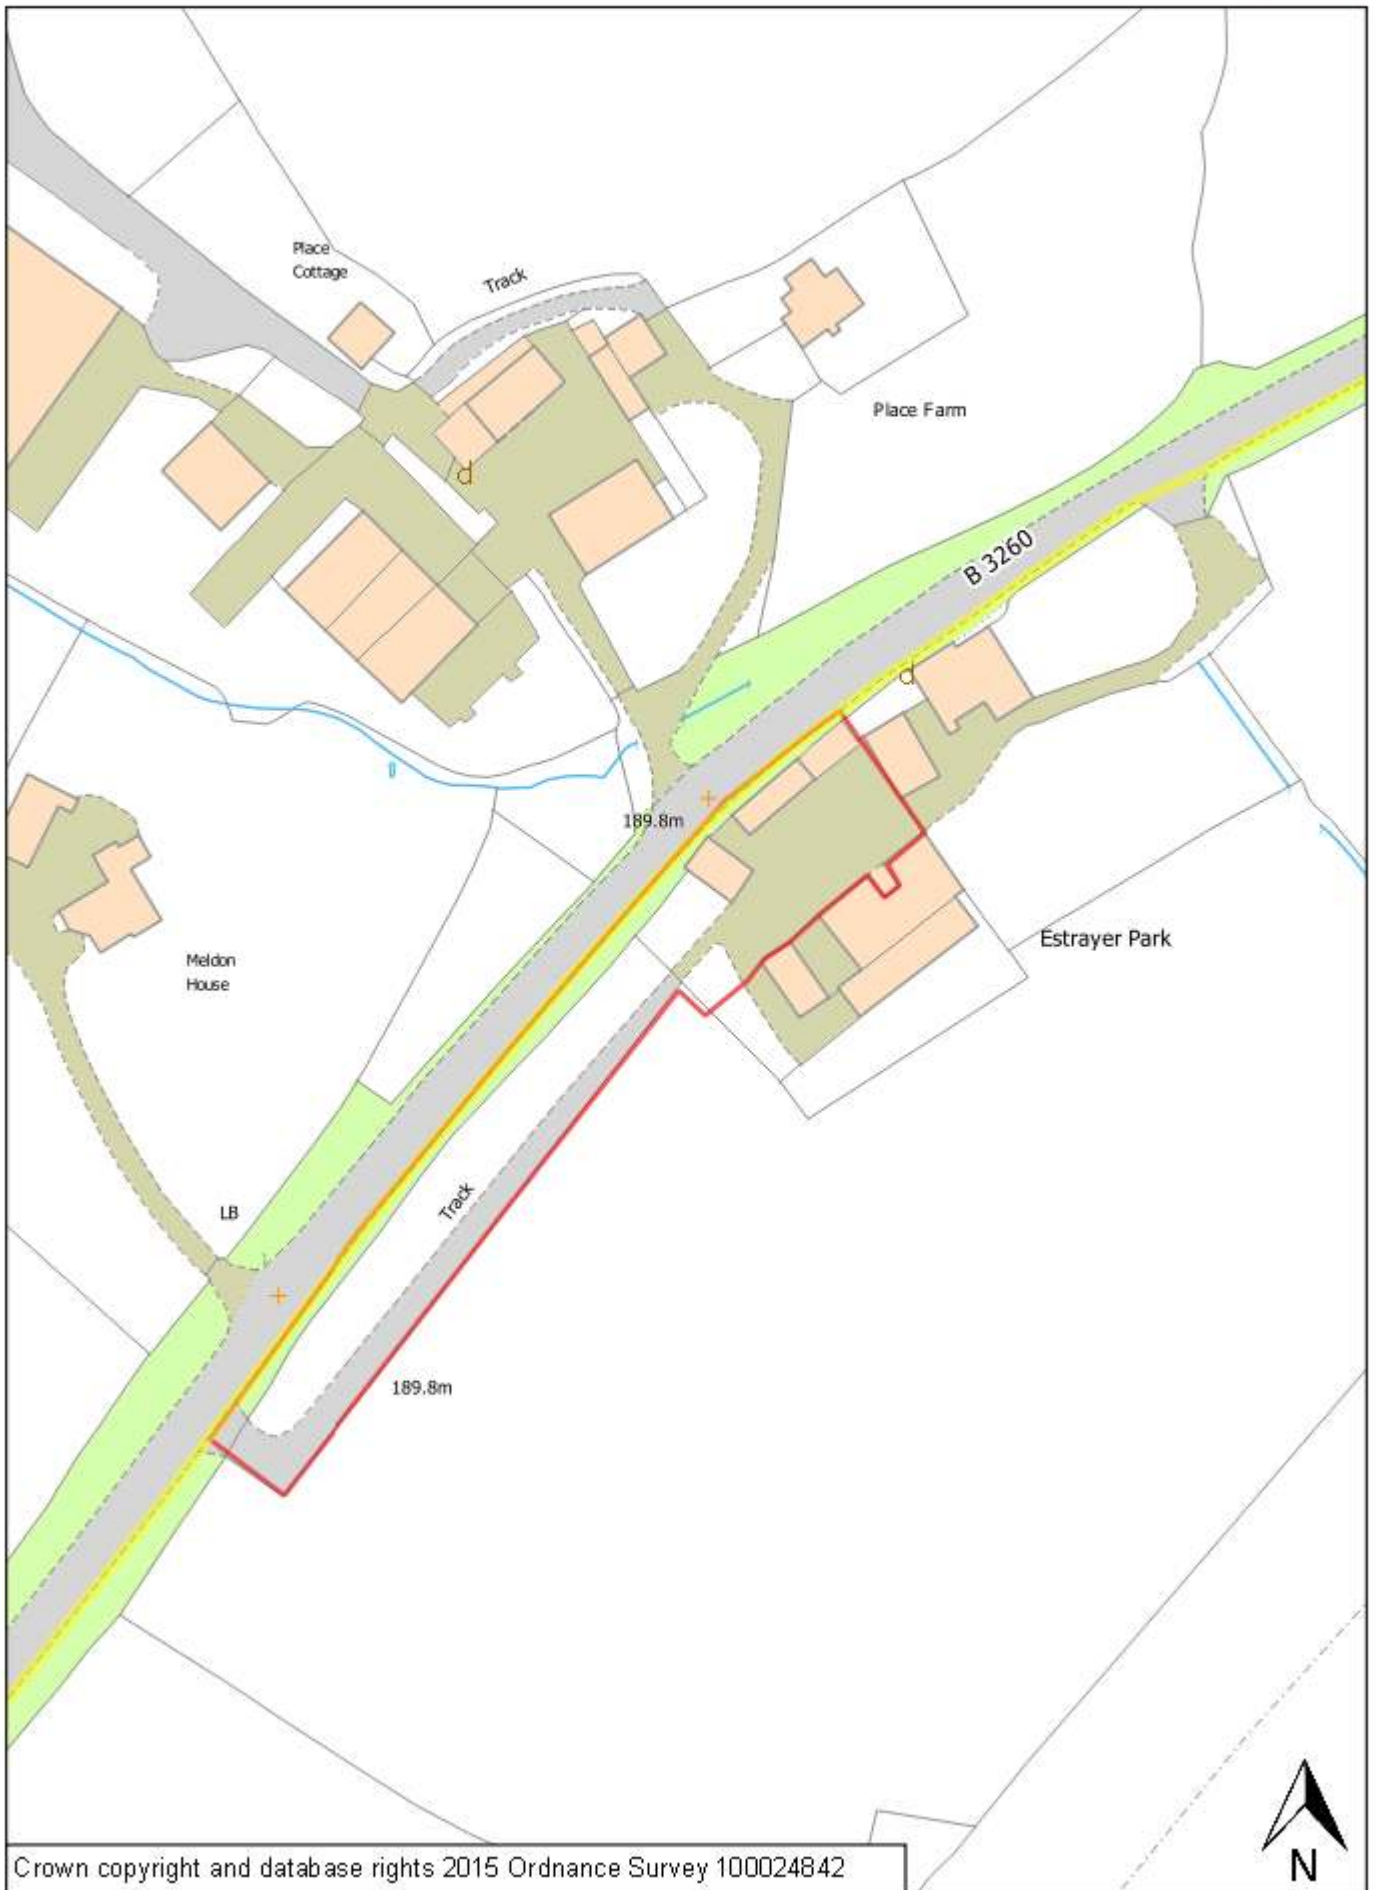 Place
Cottage
Track
Place Farm
d
B 3260
d
189.8m
Estrayer Park
Meldon
House
Track
LB
189.8m
N
Crown copyright and database rights 2015 Ordnance Survey 100024842